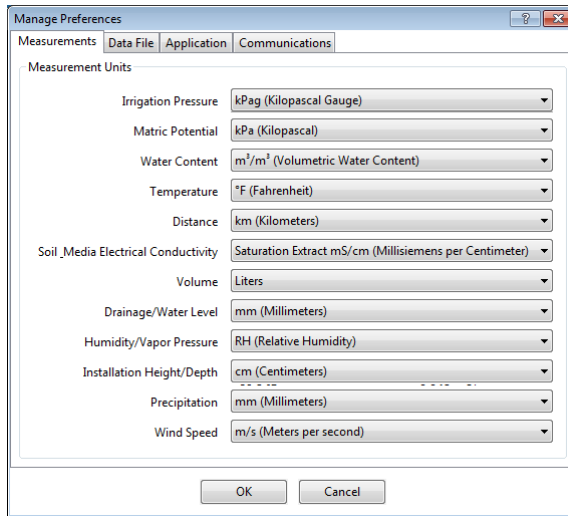 Manage Preferences
Measurements Data File Application Communications
Measurement Units
Irrigation Pressure kPag (Kilopascal Gauge)
Matric Potential kPa (Kilopascal)
Water Content m³/m³ (Volumetric Water Content)
Temperature °F (Fahrenheit)
Distance km (Kilometers)
Soil_Media Electrical Conductivity Saturation Extract mS/cm (Millisiemens per Centimeter)
Volume Liters
Drainage/Water Level mm (Millimeters)
Humidity/Vapor Pressure RH (Relative Humidity)
Installation Height/Depth cm (Centimeters)
Precipitation mm (Millimeters)
Wind Speed m/s (Meters per second)
OK Cancel